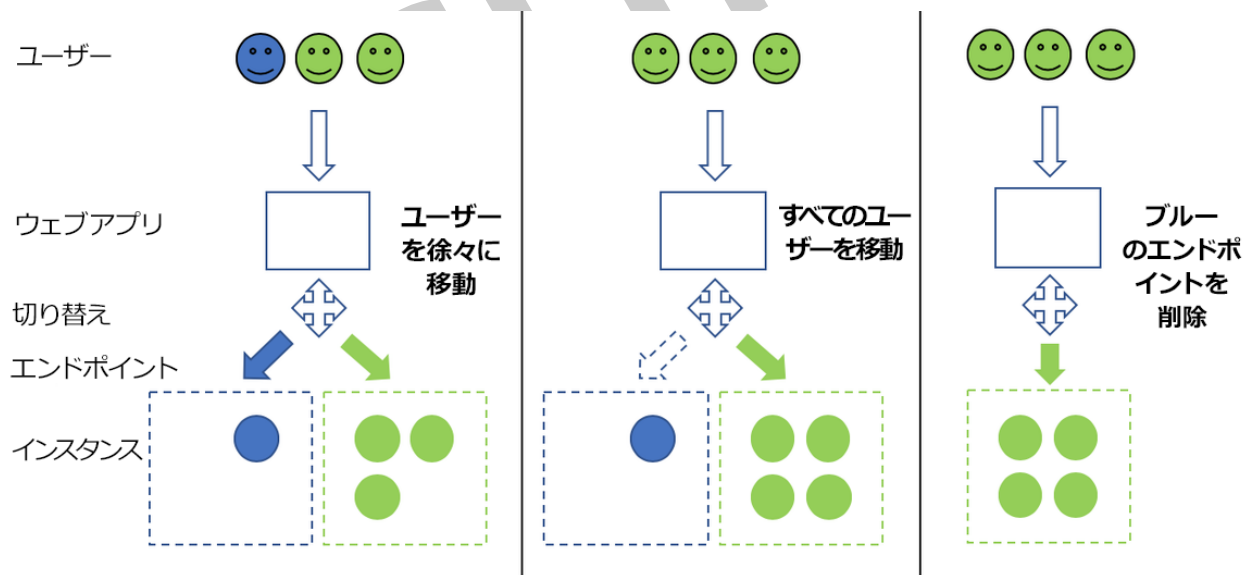 ユーザー
ウェブアプリ
切り替え
エンドポイント
インスタンス
ユーザー
を徐々に
移動
すべてのユー
ザーを移動
ブルー
のエンドポ
イントを
削除